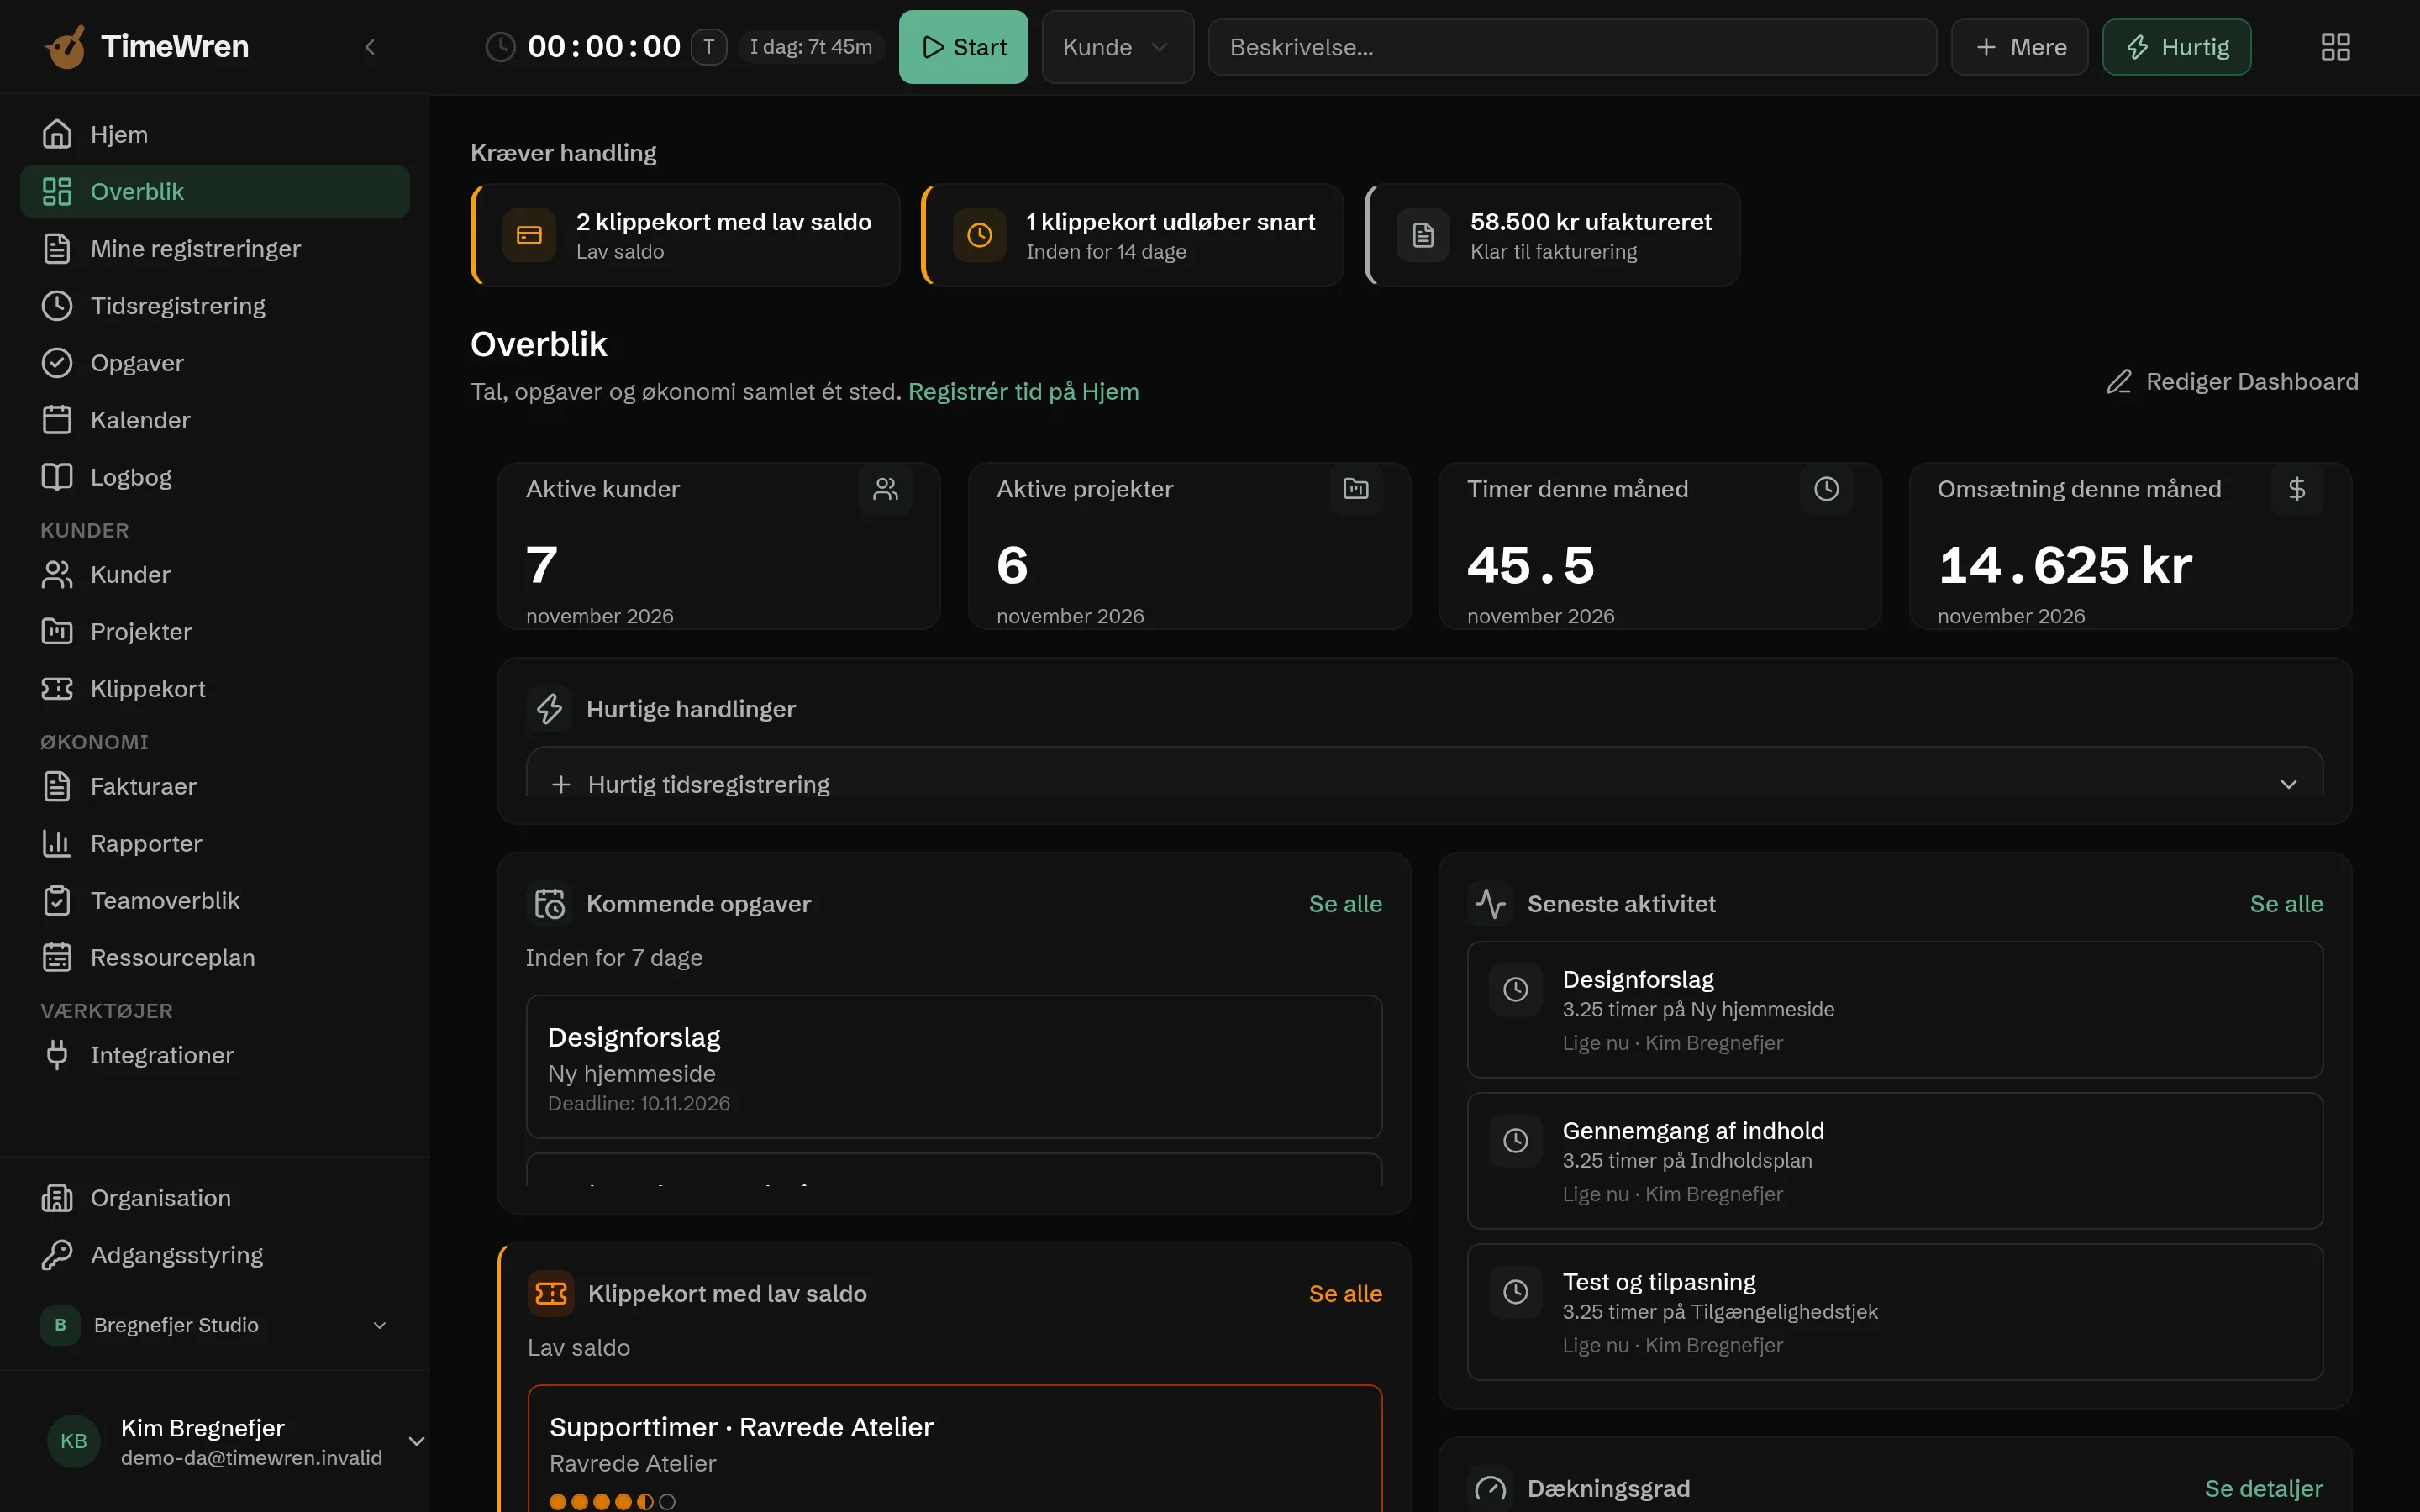 TimeWren
00:00:00
T
I dag: 7t 45m
Start
Kunde
Beskrivelse...
Mere
Hurtig
Hjem
Overblik
Mine registreringer
Tidsregistrering
Opgaver
Kalender
Logbog
KUNDER
Kunder
Projekter
Klippekort
ØKONOMI
Fakturaer
Rapporter
Teamoverblik
Ressourceplan
VÆRKTØJER
Integrationer
Organisation
Adgangsstyring
B
Bregnefjer Studio
KB
Kim Bregnefjer
demo-da@timewren.invalid
Kræver handling
2 klippekort med lav saldo
Lav saldo
1 klippekort udløber snart
Inden for 14 dage
58.500 kr ufaktureret
Klar til fakturering
Overblik
Tal, opgaver og økonomi samlet ét sted. Registrér tid på Hjem
Rediger Dashboard
Aktive kunder
7
november 2026
Aktive projekter
6
november 2026
Timer denne måned
45.5
november 2026
Omsætning denne måned
14.625 kr
november 2026
Hurtige handlinger
Hurtig tidsregistrering
Kommende opgaver
Se alle
Inden for 7 dage
Designforslag
Ny hjemmeside
Deadline: 10.11.2026
Klippekort med lav saldo
Se alle
Lav saldo
Supporttimer · Ravrede Atelier
Ravrede Atelier
Seneste aktivitet
Se alle
Designforslag
3.25 timer på Ny hjemmeside
Lige nu · Kim Bregnefjer
Gennemgang af indhold
3.25 timer på Indholdsplan
Lige nu · Kim Bregnefjer
Test og tilpasning
3.25 timer på Tilgængelighedstjek
Lige nu · Kim Bregnefjer
Dækningsgrad
Se detaljer